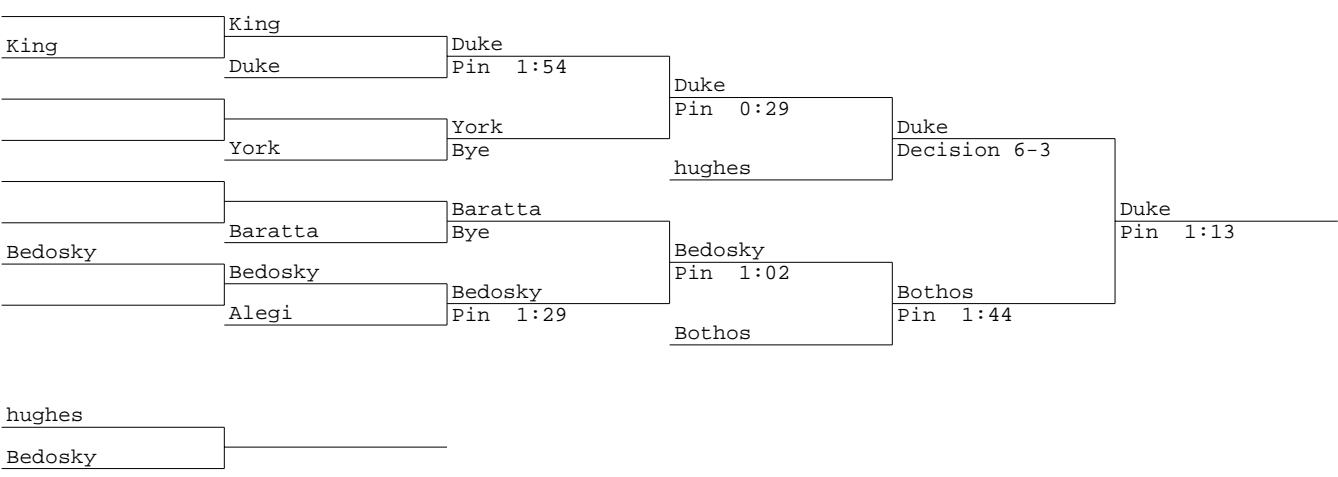 King
King
Duke
Duke
Pin 1:54
Duke
Pin 0:29
York
York
Bye
Duke
Decision 6-3
hughes
Baratta
Baratta
Bye
Duke
Pin 1:13
Bedosky
Bedosky
Bedosky
Pin 1:02
Alegi
Bedosky
Pin 1:29
Bothos
Pin 1:44
Bothos
hughes
Bedosky